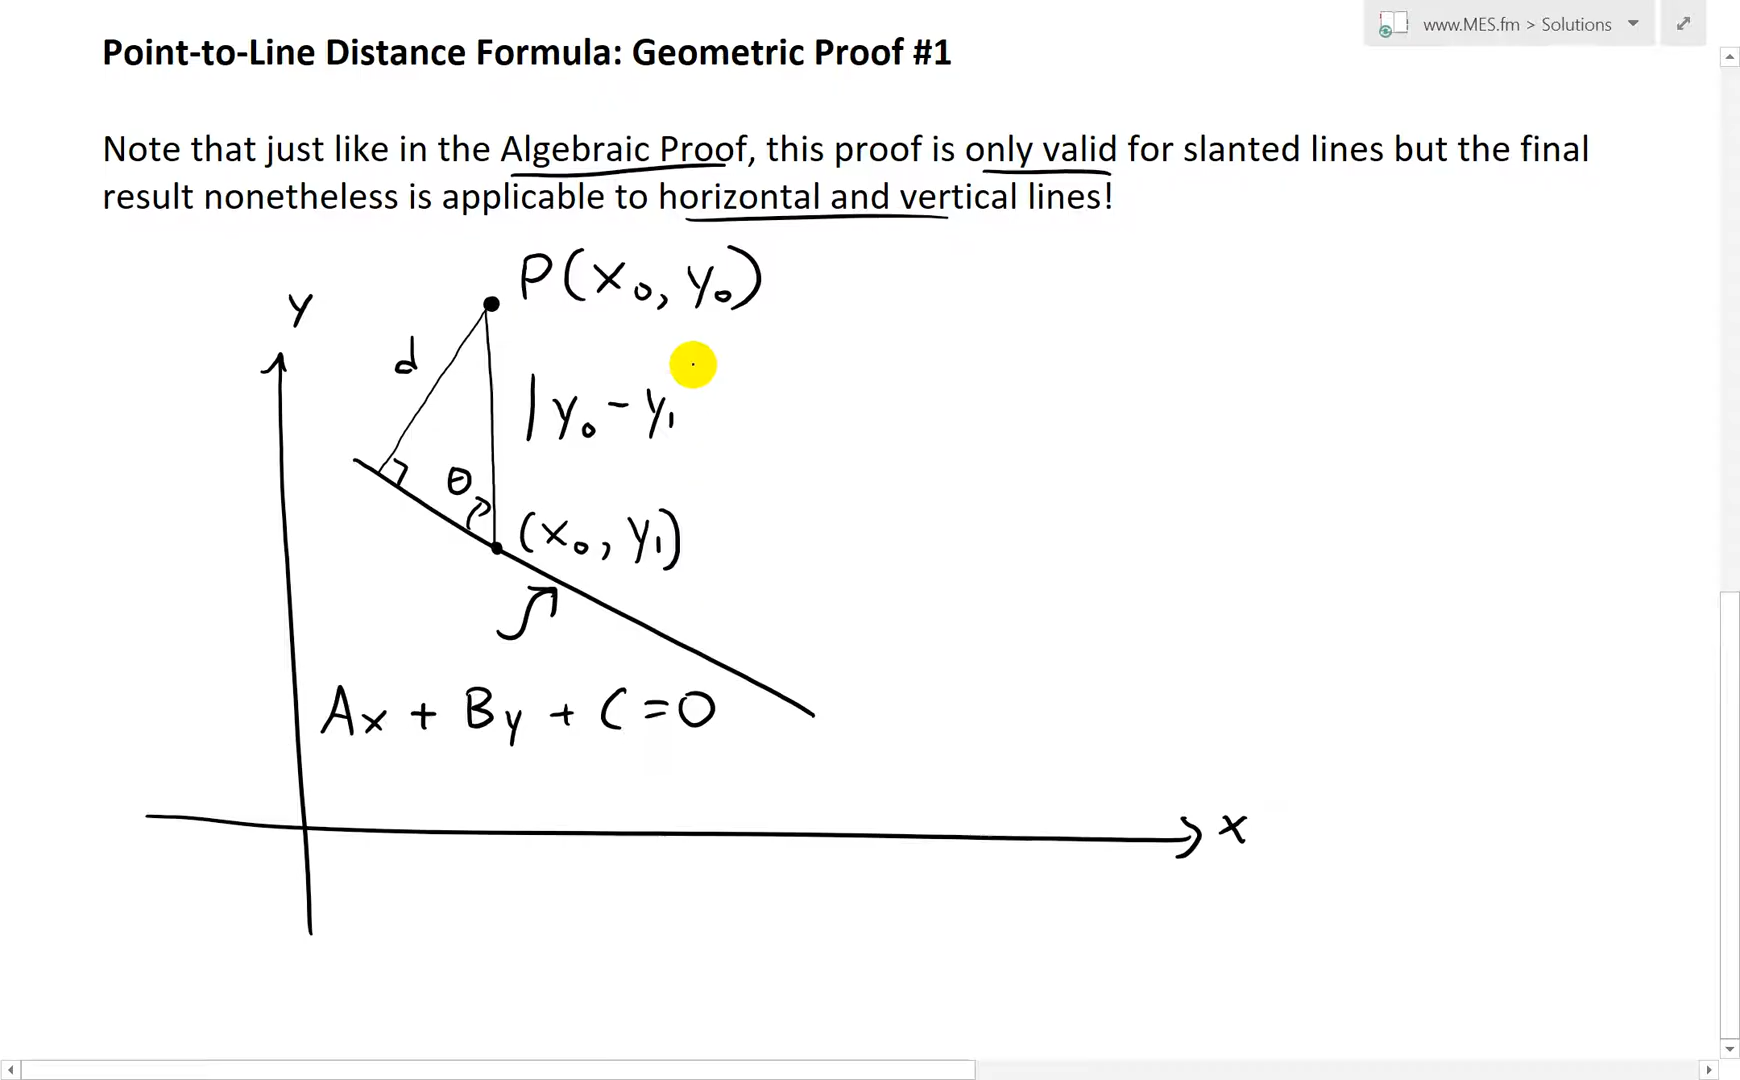 www.MES.fm > Solutions
Point-to-Line Distance Formula: Geometric Proof #1
Note that just like in the Algebraic Proof, this proof is only valid for slanted lines but the final
result nonetheless is applicable to horizontal and vertical lines!
P(x₀, y₀)
y
d
|y₀ - y₁
θ
(x₀, y₁)
Ax + By + C = 0
x